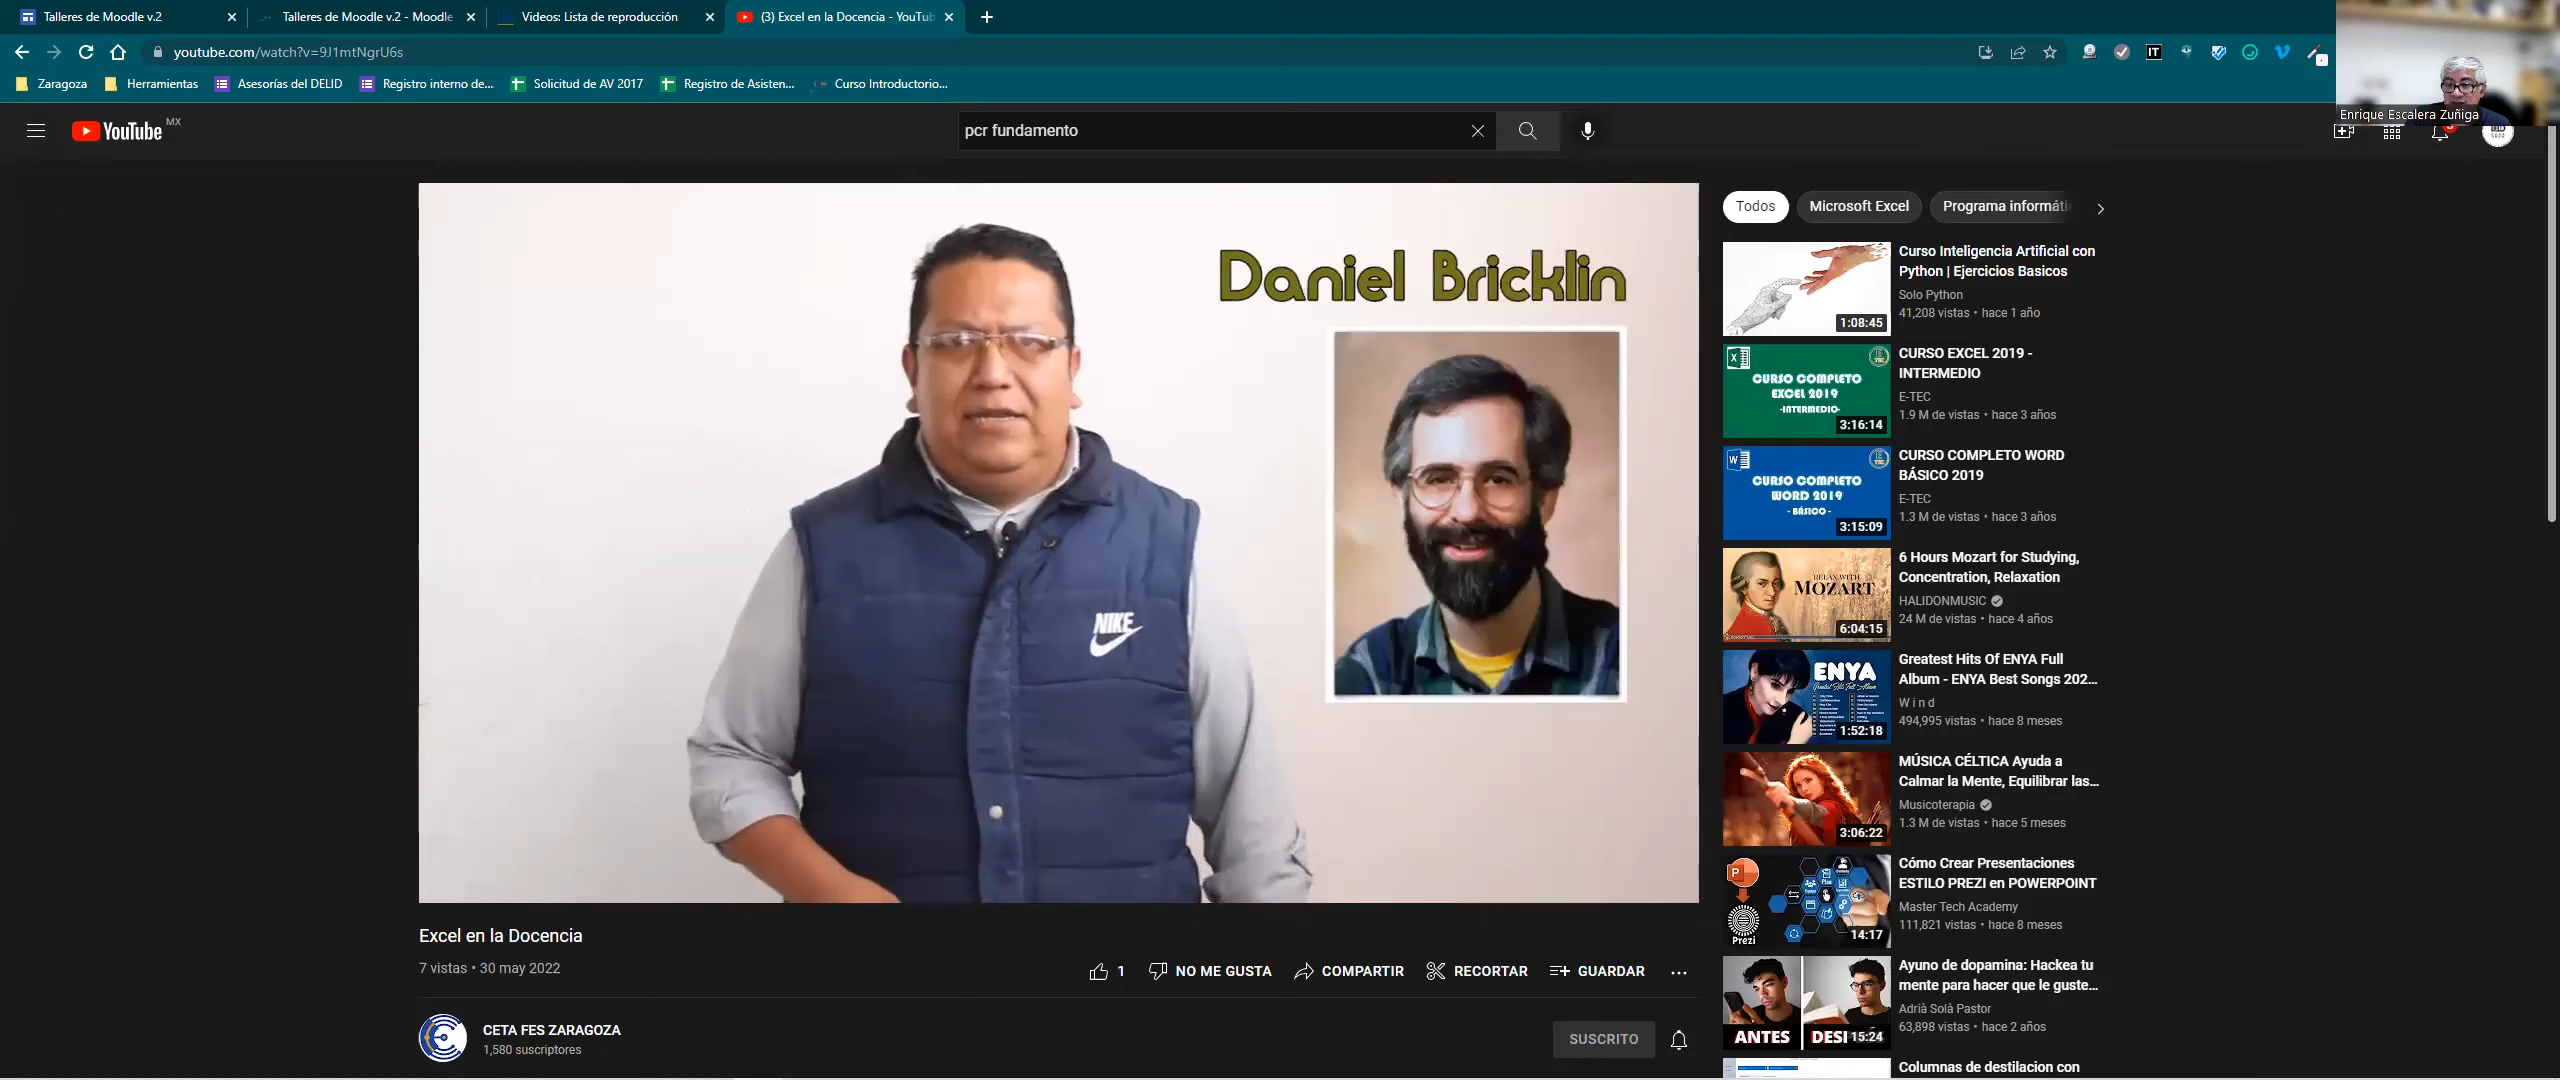 Talleres de Moodle v.2
Talleres de Moodle v.2 - Moodle
Videos: Lista de reproducción
(3) Excel en la Docencia - YouTub
youtube.com/watch?v=9J1mtNgrU6s
IT
Zaragoza
Herramientas
Asesorías del DELID
Registro interno de...
Solicitud de AV 2017
Registro de Asisten...
Curso Introductorio...
Enrique Escalera Zuñiga
YouTube MX
pcr fundamento
Daniel Bricklin
NIKE
Todos
Microsoft Excel
Programa informáti
Curso Inteligencia Artificial con
Python | Ejercicios Basicos
Solo Python
41,208 vistas • hace 1 año
1:08:45
CURSO COMPLETO
EXCEL 2019
-INTERMEDIO-
3:16:14
CURSO EXCEL 2019 -
INTERMEDIO
E-TEC
1.9 M de vistas • hace 3 años
CURSO COMPLETO
WORD 2019
- BÁSICO -
3:15:09
CURSO COMPLETO WORD
BÁSICO 2019
E-TEC
1.3 M de vistas • hace 3 años
RELAX WITH
MOZART
6:04:15
6 Hours Mozart for Studying,
Concentration, Relaxation
HALIDONMUSIC
24 M de vistas • hace 4 años
ENYA
Greatest Hits Of ENYA Full
Album - ENYA Best Songs 202...
W i n d
494,995 vistas • hace 8 meses
1:52:18
MÚSICA CÉLTICA Ayuda a
Calmar la Mente, Equilibrar las...
Musicoterapia
1.3 M de vistas • hace 5 meses
3:06:22
Prezi
14:17
Cómo Crear Presentaciones
ESTILO PREZI en POWERPOINT
Master Tech Academy
111,821 vistas • hace 8 meses
ANTES
15:24
Ayuno de dopamina: Hackea tu
mente para hacer que le guste...
Adrià Solà Pastor
63,898 vistas • hace 2 años
Columnas de destilacion con
Excel en la Docencia
7 vistas • 30 may 2022
1
NO ME GUSTA
COMPARTIR
RECORTAR
GUARDAR
CETA FES ZARAGOZA
1,580 suscriptores
SUSCRITO